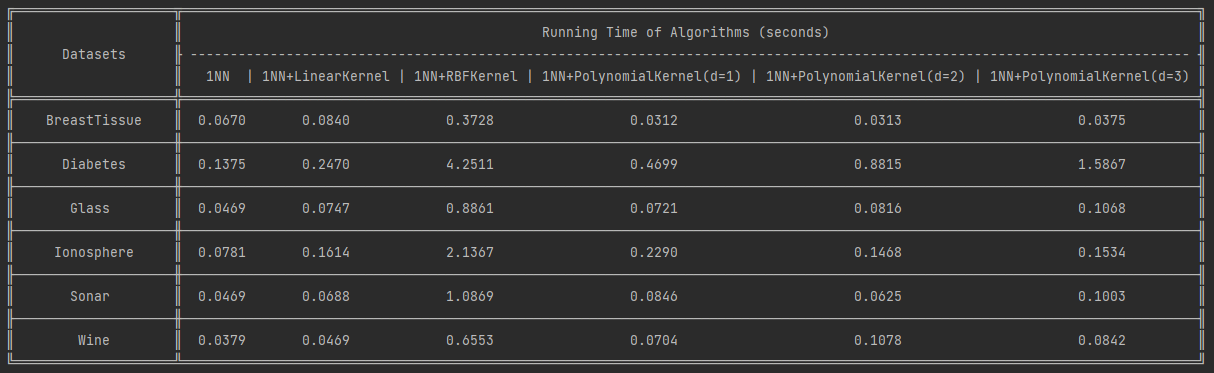 Running Time of Algorithms (seconds)
Datasets
1NN | 1NN+LinearKernel | 1NN+RBFKernel | 1NN+PolynomialKernel(d=1) | 1NN+PolynomialKernel(d=2) | 1NN+PolynomialKernel(d=3)
BreastTissue 0.0670 0.0840 0.3728 0.0312 0.0313 0.0375
Diabetes 0.1375 0.2470 4.2511 0.4699 0.8815 1.5867
Glass 0.0469 0.0747 0.8861 0.0721 0.0816 0.1068
Ionosphere 0.0781 0.1614 2.1367 0.2290 0.1468 0.1534
Sonar 0.0469 0.0688 1.0869 0.0846 0.0625 0.1003
Wine 0.0379 0.0469 0.6553 0.0704 0.1078 0.0842